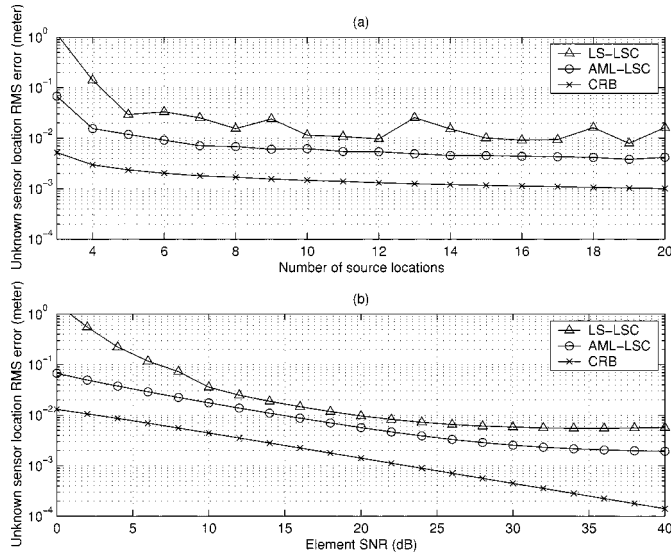 (a)
Unknown sensor location RMS error (meter)
10^0
10^-1
10^-2
10^-3
10^-4
LS-LSC
AML-LSC
CRB
4 6 8 10 12 14 16 18 20
Number of source locations
(b)
Unknown sensor location RMS error (meter)
10^0
10^-1
10^-2
10^-3
10^-4
LS-LSC
AML-LSC
CRB
0 5 10 15 20 25 30 35 40
Element SNR (dB)